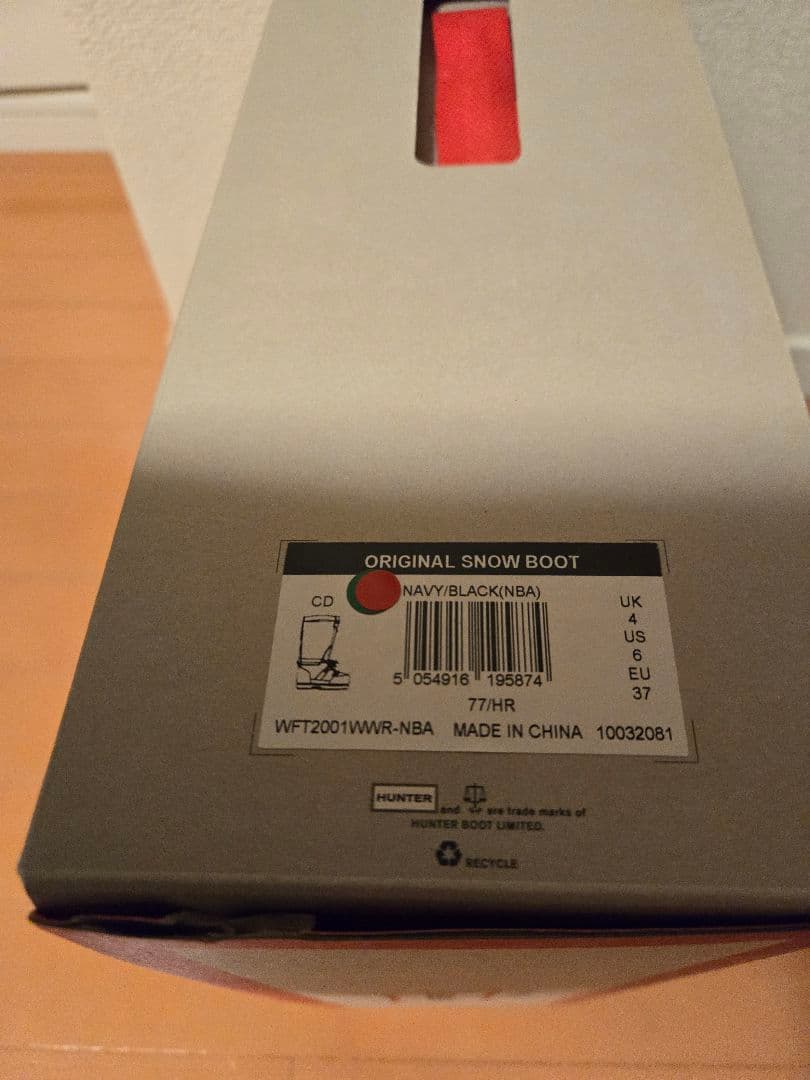 ORIGINAL SNOW BOOT
CD
NAVY/BLACK(NBA)
UK
4
US
6
EU
37
5 054916 195874
77/HR
WFT2001WWR-NBA MADE IN CHINA 10032081
HUNTER and are trade marks of
HUNTER BOOT LIMITED.
RECYCLE